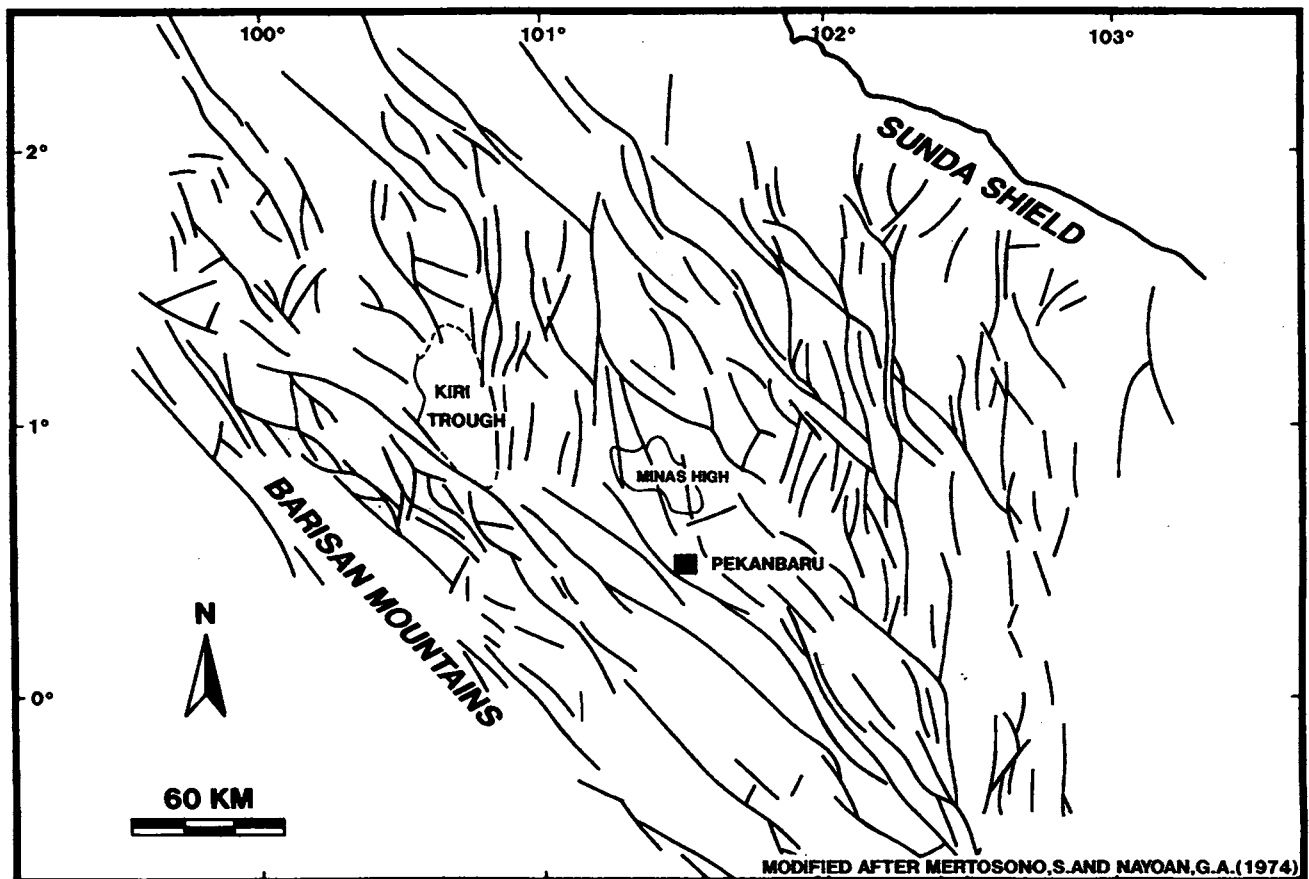 100° 101° 102° 103°
2°
SUNDA SHIELD
KIRI
TROUGH
1°
MINAS HIGH
BARISAN MOUNTAINS
PEKANBARU
N
0°
60 KM
MODIFIED AFTER MERTOSONO,S.AND NAYOAN,G.A.(1974)